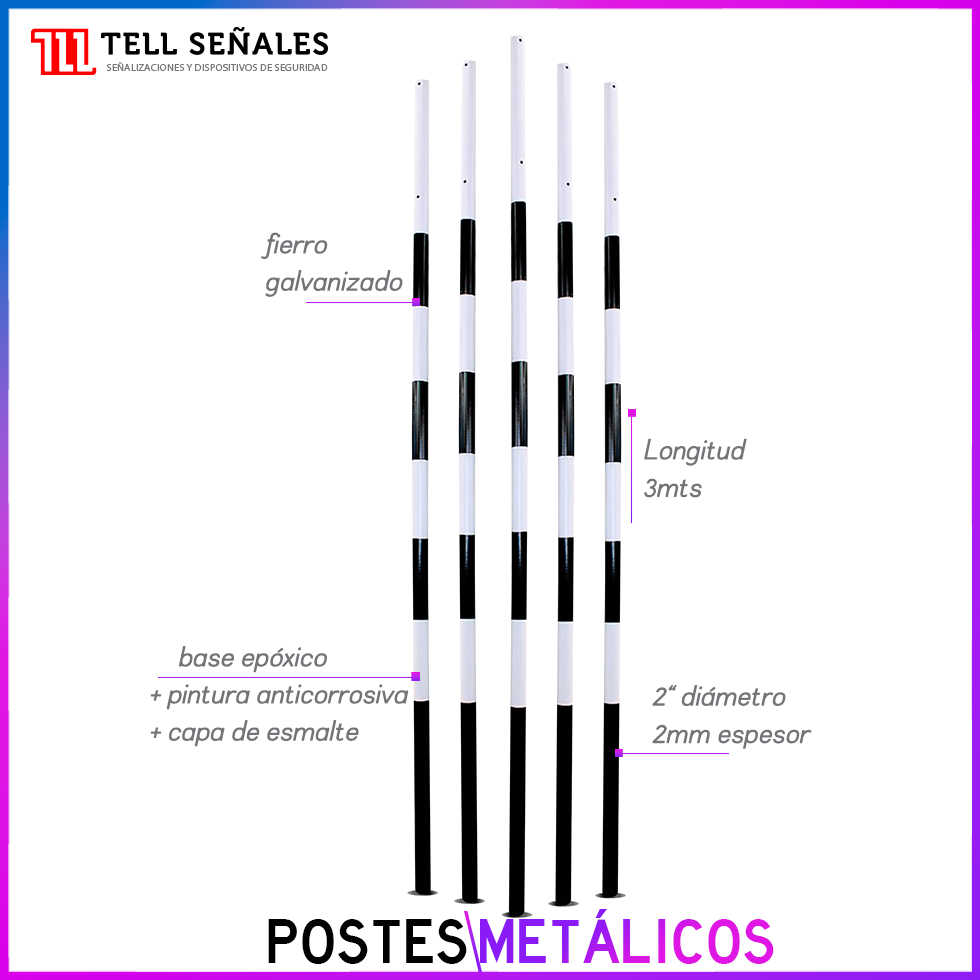 TELL SEÑALES
SEÑALIZACIONES Y DISPOSITIVOS DE SEGURIDAD
fierro
galvanizado
Longitud
3mts
base epóxico
+ pintura anticorrosiva
+ capa de esmalte
2“ diámetro
2mm espesor
POSTES\METÁLICOS